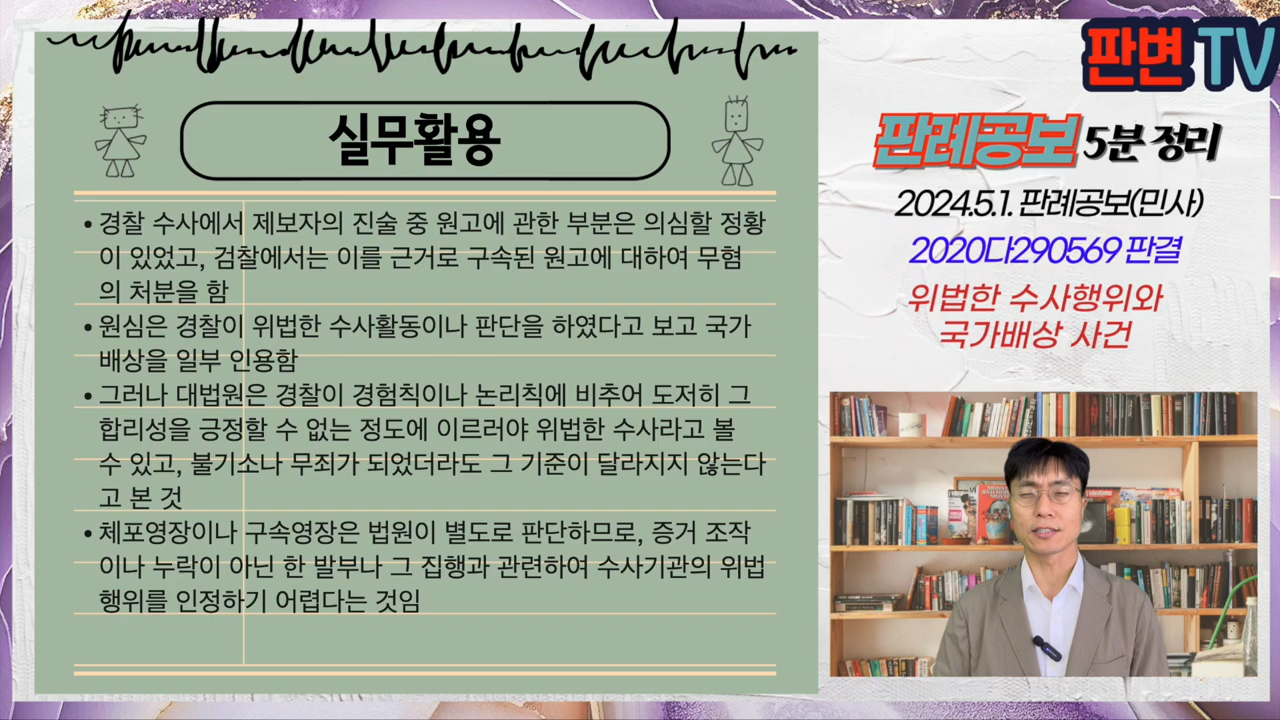 판변 TV
실무활용
• 경찰 수사에서 제보자의 진술 중 원고에 관한 부분은 의심할 정황
이 있었고, 검찰에서는 이를 근거로 구속된 원고에 대하여 무혐
의 처분을 함
• 원심은 경찰이 위법한 수사활동이나 판단을 하였다고 보고 국가
배상을 일부 인용함
• 그러나 대법원은 경찰이 경험칙이나 논리칙에 비추어 도저히 그
합리성을 긍정할 수 없는 정도에 이르러야 위법한 수사라고 볼
수 있고, 불기소나 무죄가 되었더라도 그 기준이 달라지지 않는다
고 본 것
• 체포영장이나 구속영장은 법원이 별도로 판단하므로, 증거 조작
이나 누락이 아닌 한 발부나 그 집행과 관련하여 수사기관의 위법
행위를 인정하기 어렵다는 것임
판례공보 5분 정리
2024.5.1. 판례공보(민사)
2020다290569 판결
위법한 수사행위와
국가배상 사건